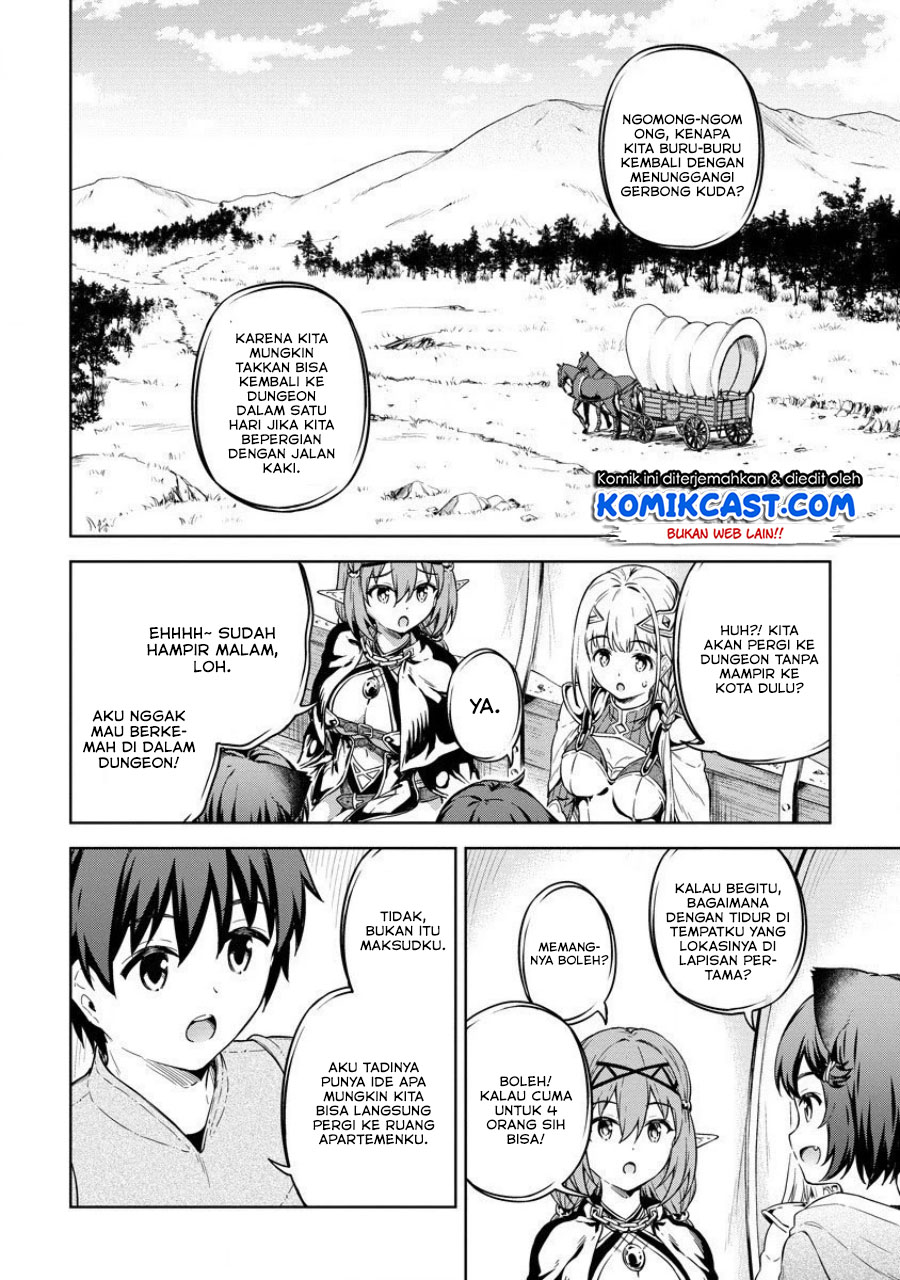 NGOMONG-NGOM
ONG, KENAPA
KITA BURU-BURU
KEMBALI DENGAN
MENUNGGANGI
GERBONG KUDA?
KARENA KITA
MUNGKIN
TAKKAN BISA
KEMBALI KE
DUNGEON
DALAM SATU
HARI JIKA KITA
BEPERGIAN
DENGAN JALAN
KAKI.
Komik ini diterjemahkan & diedit oleh
KOMIKCAST.COM
BUKAN WEB LAIN!!
HUH?! KITA
AKAN PERGI KE
DUNGEON TANPA
MAMPIR KE
KOTA DULU?
YA.
EHHHH~ SUDAH
HAMPIR MALAM,
LOH.
AKU NGGAK
MAU BERKE-
MAH DI DALAM
DUNGEON!
KALAU BEGITU,
BAGAIMANA
DENGAN TIDUR DI
TEMPATKU YANG
LOKASINYA DI
LAPISAN PER-
TAMA?
MEMANG-
NYA BOLEH?
BOLEH!
KALAU CUMA
UNTUK 4
ORANG SIH
BISA!
TIDAK,
BUKAN ITU
MAKSUDKU.
AKU TADINYA
PUNYA IDE APA
MUNGKIN KITA
BISA LANGSUNG
PERGI KE RUANG
APARTEMENKU.